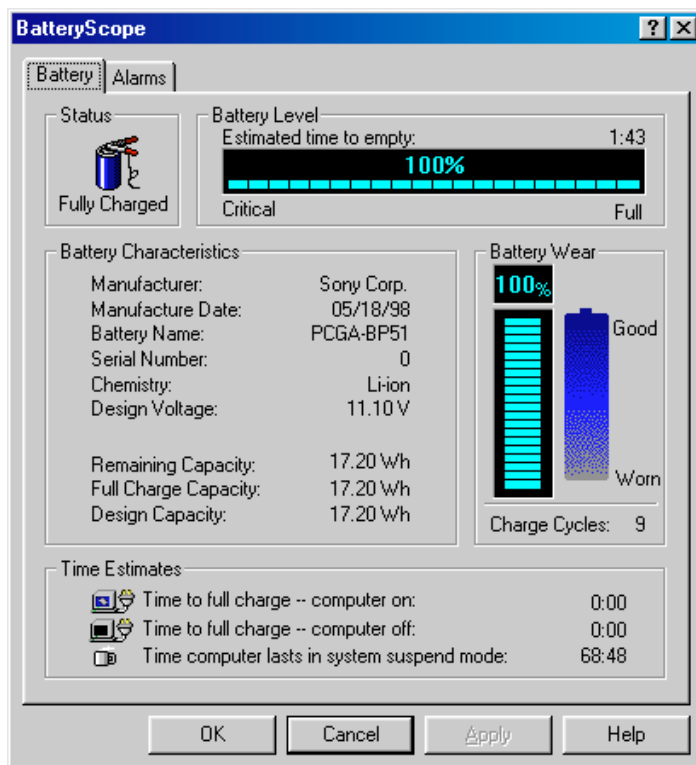 BatteryScope
Battery Alarms
Status
Fully Charged
Battery Level
Estimated time to empty: 1:43
100%
Critical Full
Battery Characteristics
Manufacturer: Sony Corp.
Manufacture Date: 05/18/98
Battery Name: PCGA-BP51
Serial Number: 0
Chemistry: Li-ion
Design Voltage: 11.10 V
Remaining Capacity: 17.20 Wh
Full Charge Capacity: 17.20 Wh
Design Capacity: 17.20 Wh
Battery Wear
100%
Good
Worn
Charge Cycles: 9
Time Estimates
Time to full charge -- computer on: 0:00
Time to full charge -- computer off: 0:00
Time computer lasts in system suspend mode: 68:48
OK Cancel Apply Help